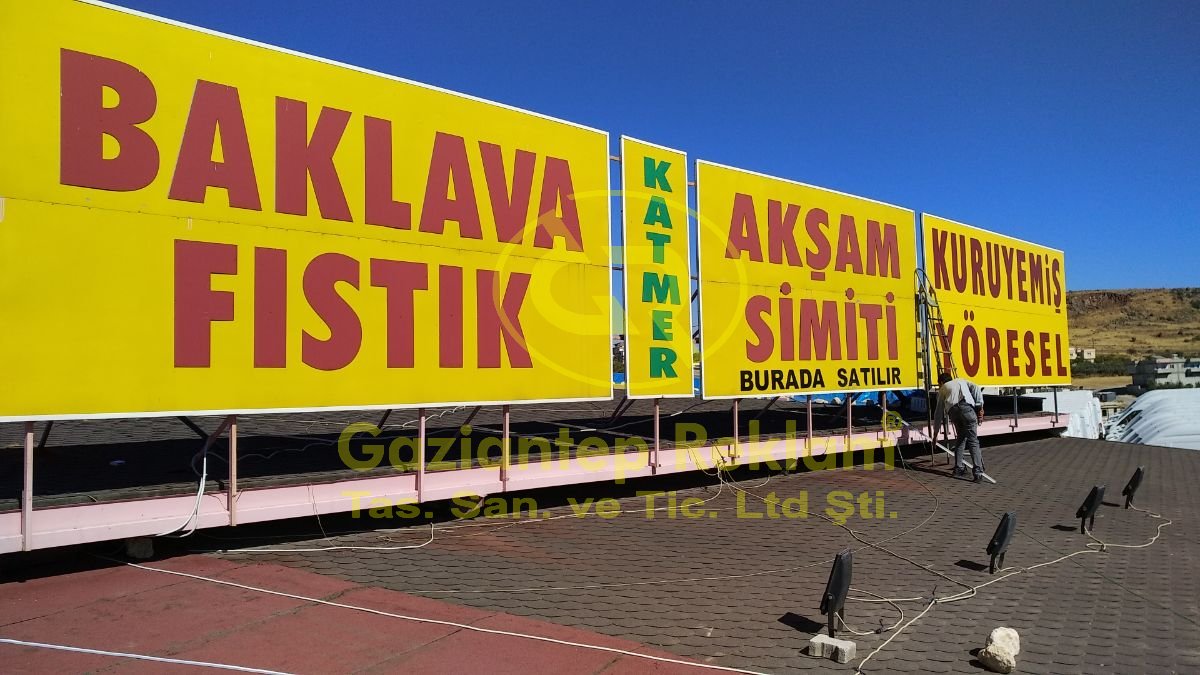 BAKLAVA
FISTIK
KATMER
AKŞAM
SİMİTİ
BURADA SATILIR
KURUYEMİŞ
YÖRESEL
Gaziantep Reklam®
Tas. San. ve Tic. Ltd Şti.